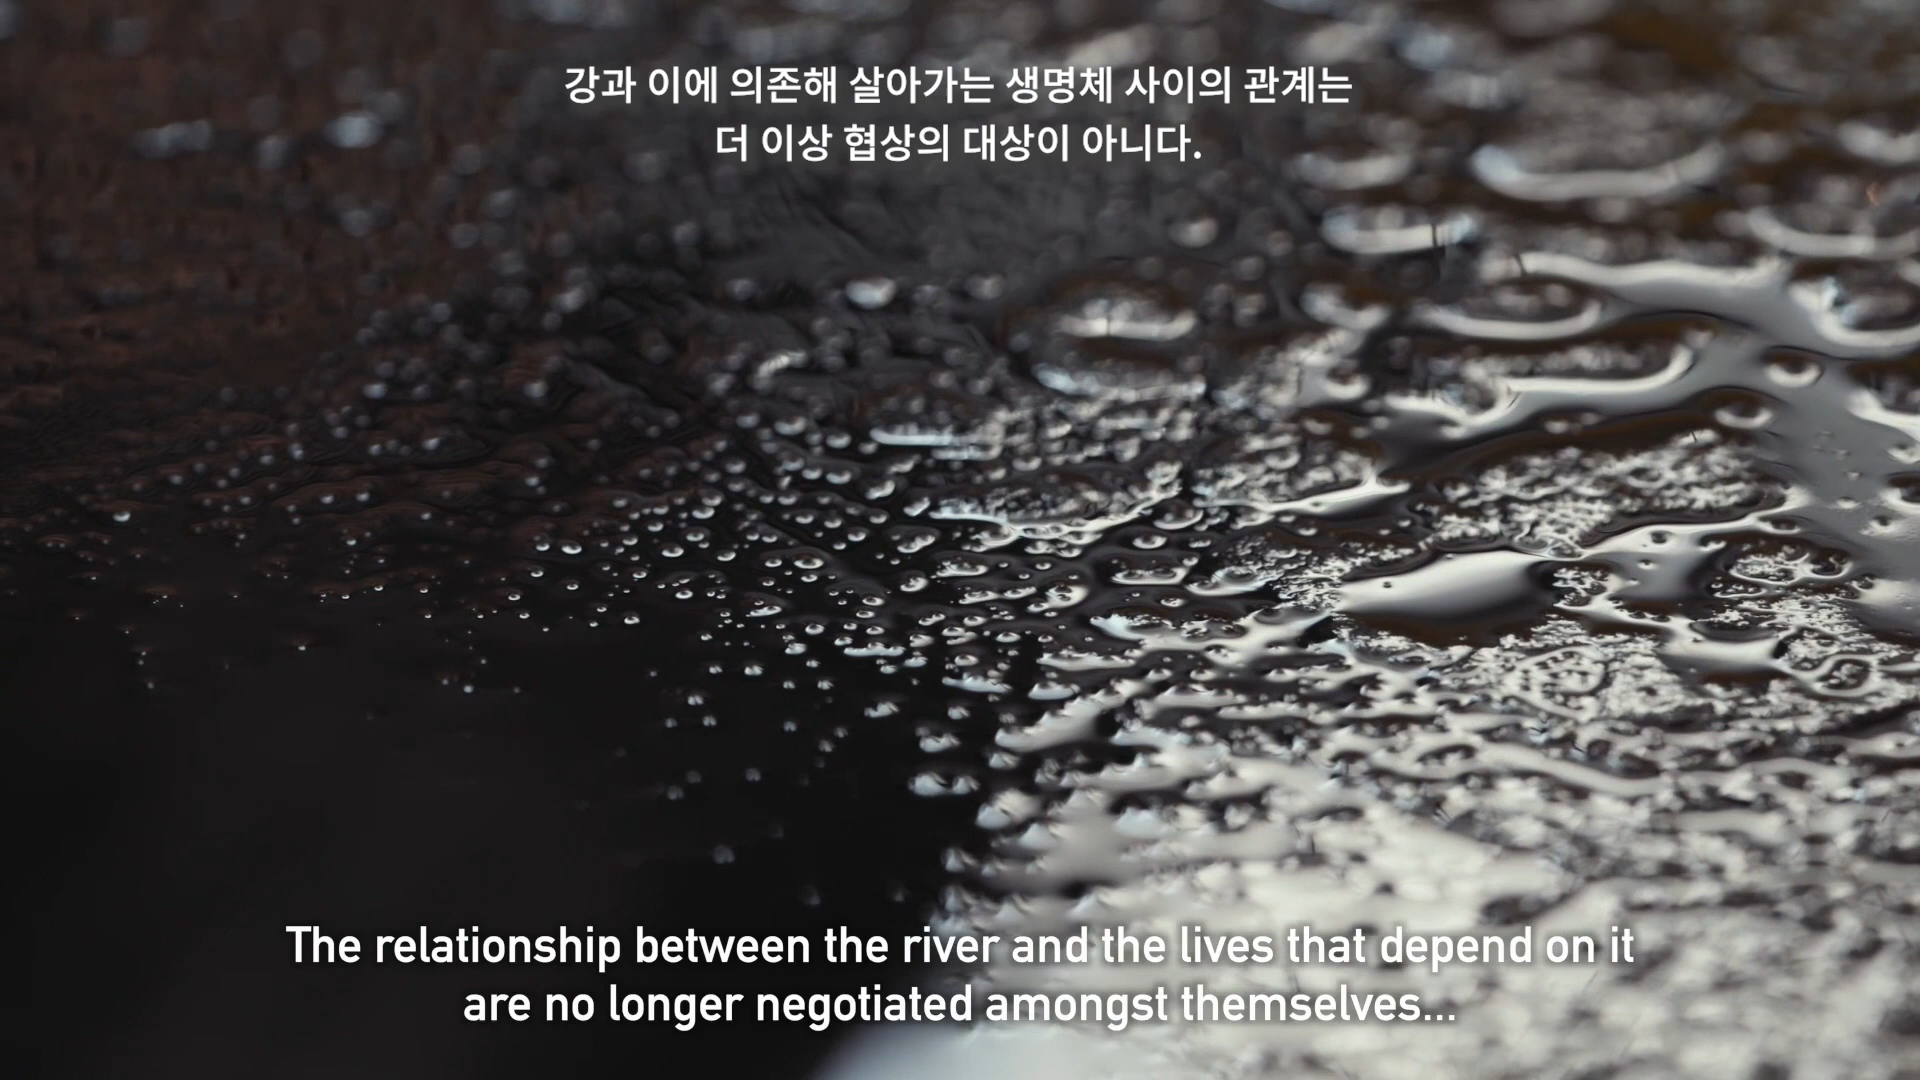 강과 이에 의존해 살아가는 생명체 사이의 관계는
더 이상 협상의 대상이 아니다.
The relationship between the river and the lives that depend on it
are no longer negotiated amongst themselves...